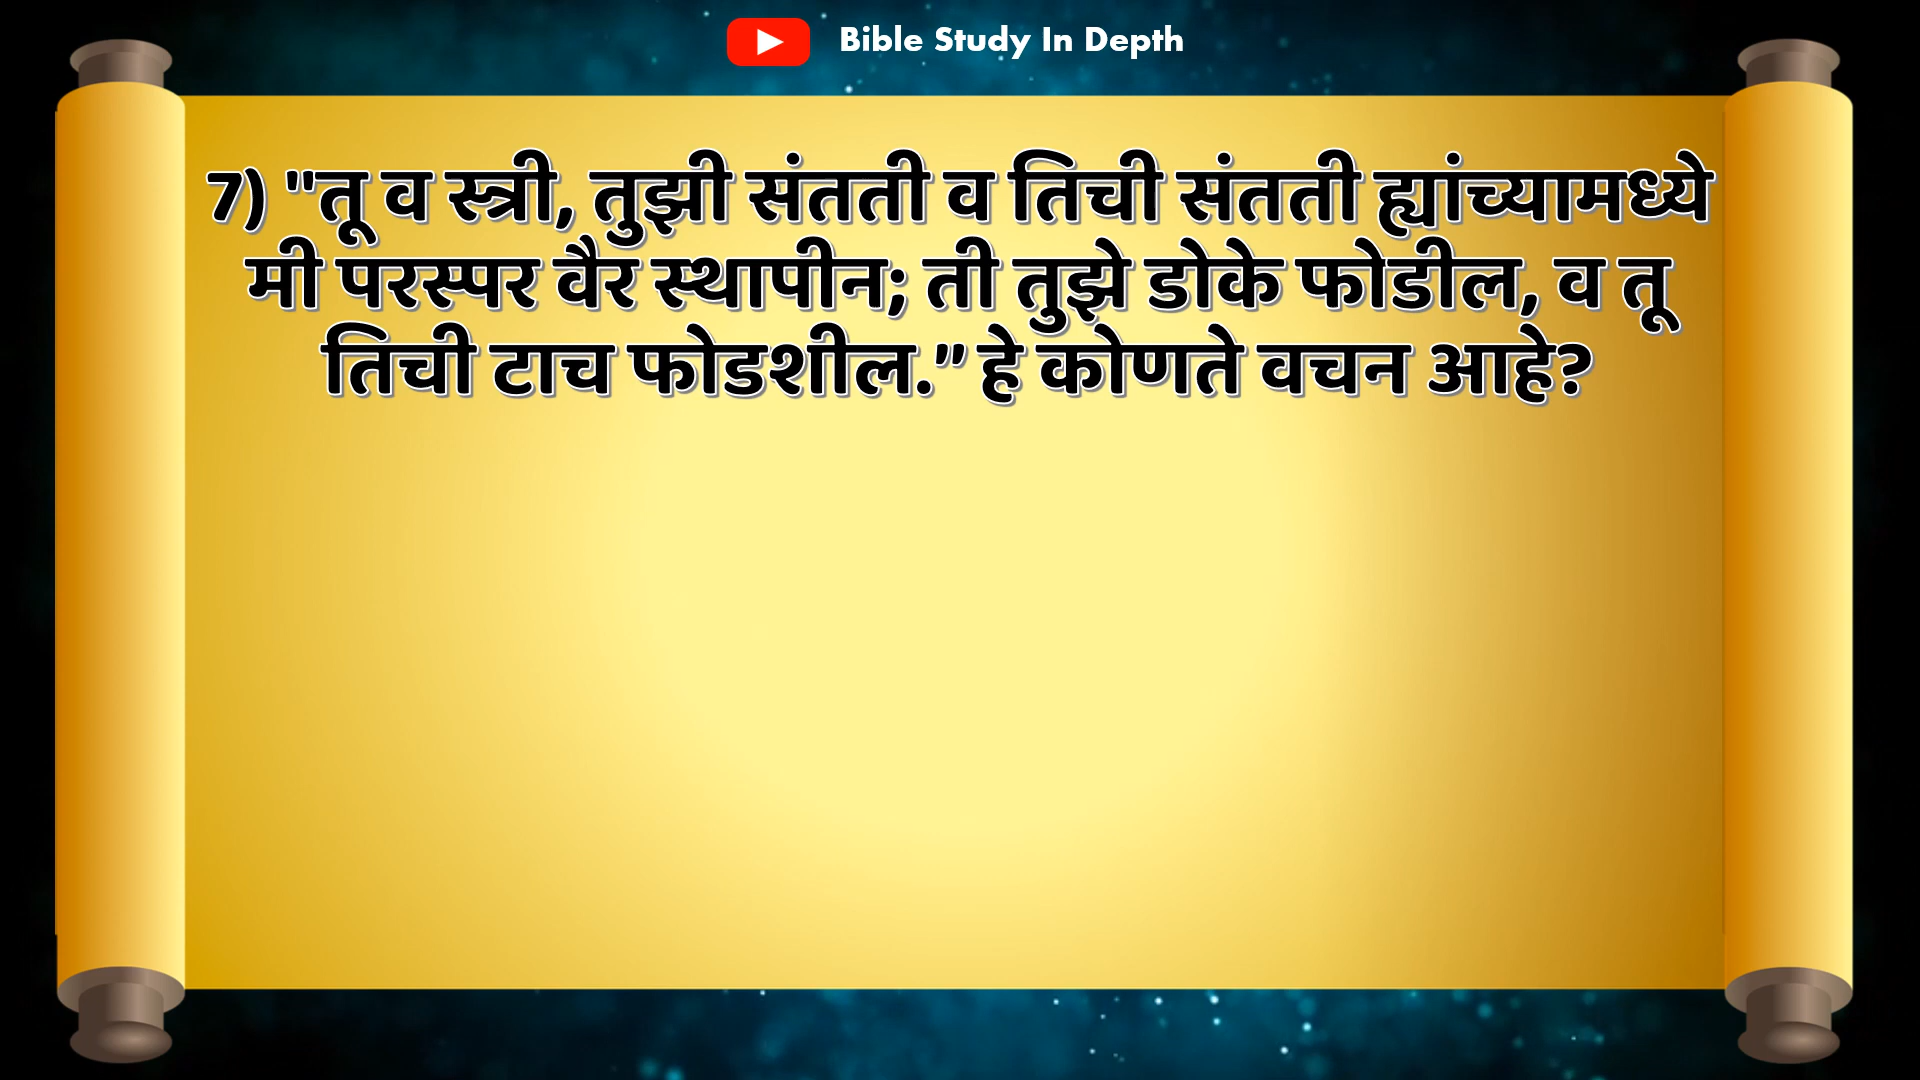 Bible Study In Depth
7) "तू व स्त्री, तुझी संतती व तिची संतती ह्यांच्यामध्ये
मी परस्पर वैर स्थापीन; ती तुझे डोके फोडील, व तू
तिची टाच फोडशील.” हे कोणते वचन आहे?